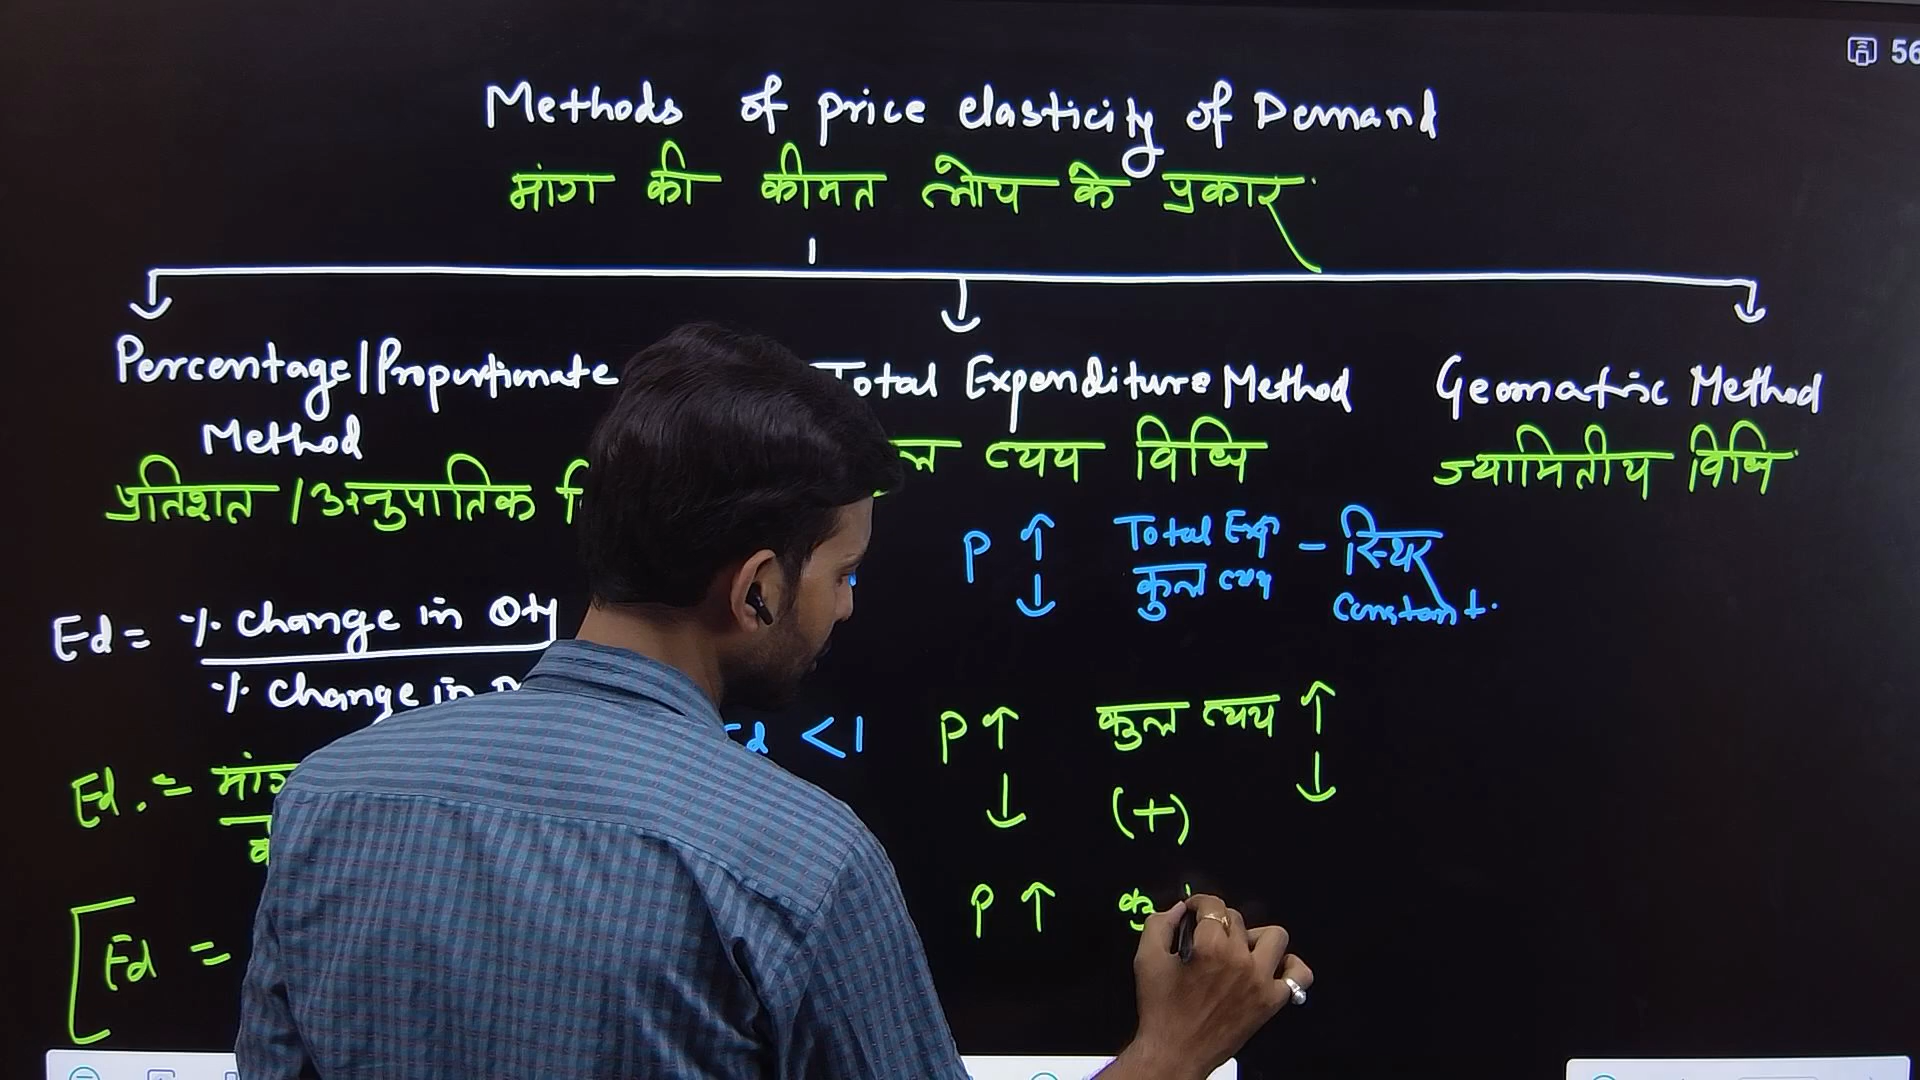 56
Methods of price elasticity of Demand
मांग की कीमत लोच के प्रकार
Percentage/Proportionate
Method
प्रतिशत / अनुपातिक
Total Expenditure Method
व्यय विधि
Geomatric Method
ज्यामितीय विधि
Ed = % change in Qty
% change in
Ed. =
Ed =
P ↑ Total Exp - स्थिर
↓ कुल व्यय Constant.
<1
P↑ कुल व्यय ↑
↓ (+) ↓
P ↑